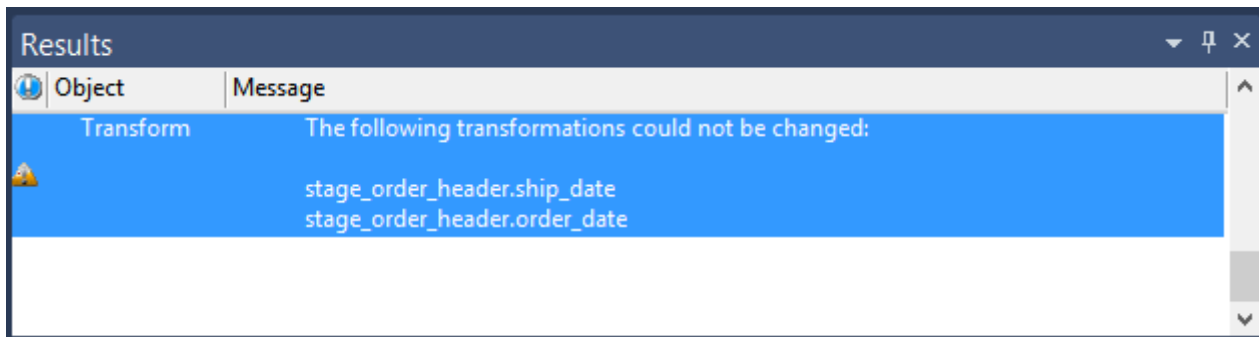 Results
Object Message
Transform The following transformations could not be changed:
stage_order_header.ship_date
stage_order_header.order_date